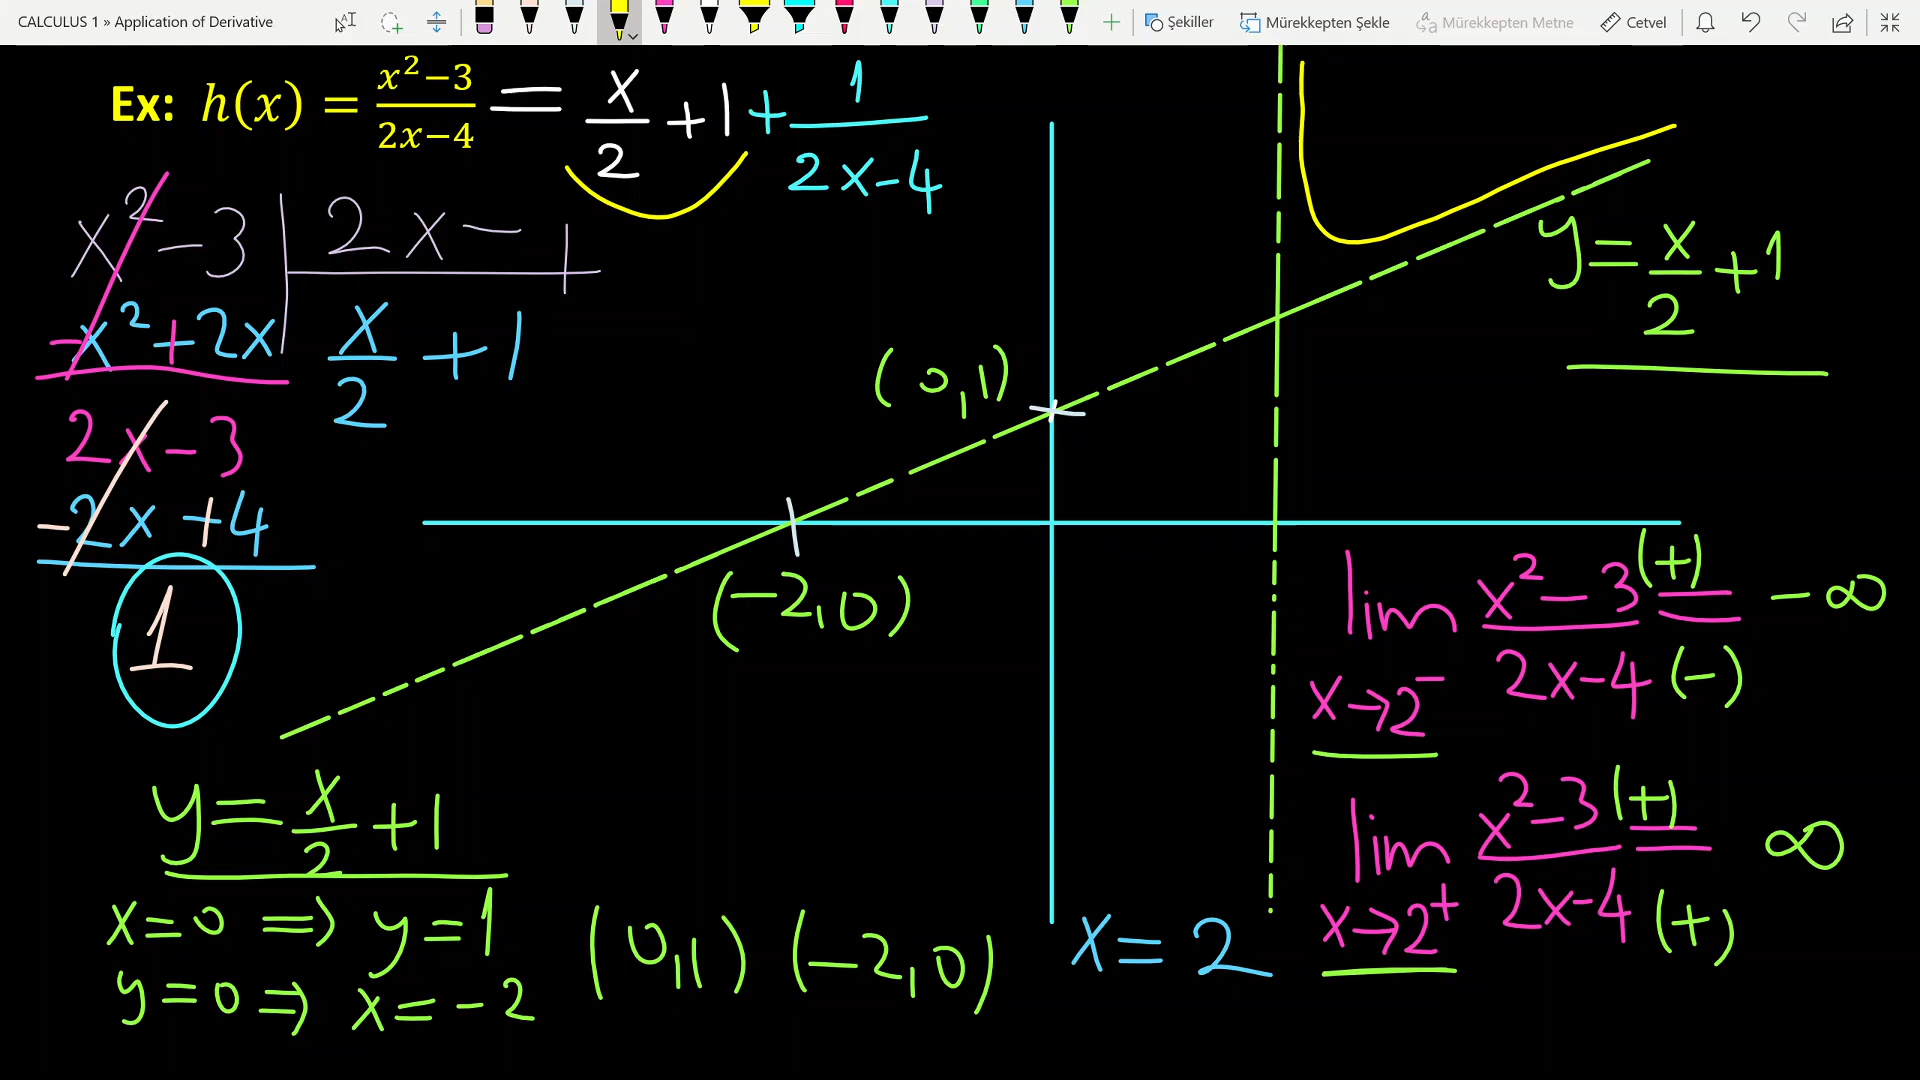 CALCULUS 1 » Application of Derivative
Şekiller
Mürekkepten Şekle
Mürekkepten Metne
Cetvel
Ex: h(x) = (x²−3)/(2x−4) = x/2 + 1 + 1/(2x−4)
x² − 3 | 2x − 4
−x² + 2x
x/2 + 1
2x − 3
−2x + 4
1
y = x/2 + 1
x = 0 ⇒ y = 1
y = 0 ⇒ x = −2
(0,1) (−2,0)
(0,1)
(−2,0)
y = x/2 + 1
x = 2
lim x→2⁻ (x²−3)/(2x−4) (+)/(−) = −∞
lim x→2⁺ (x²−3)/(2x−4) (+)/(+) = ∞